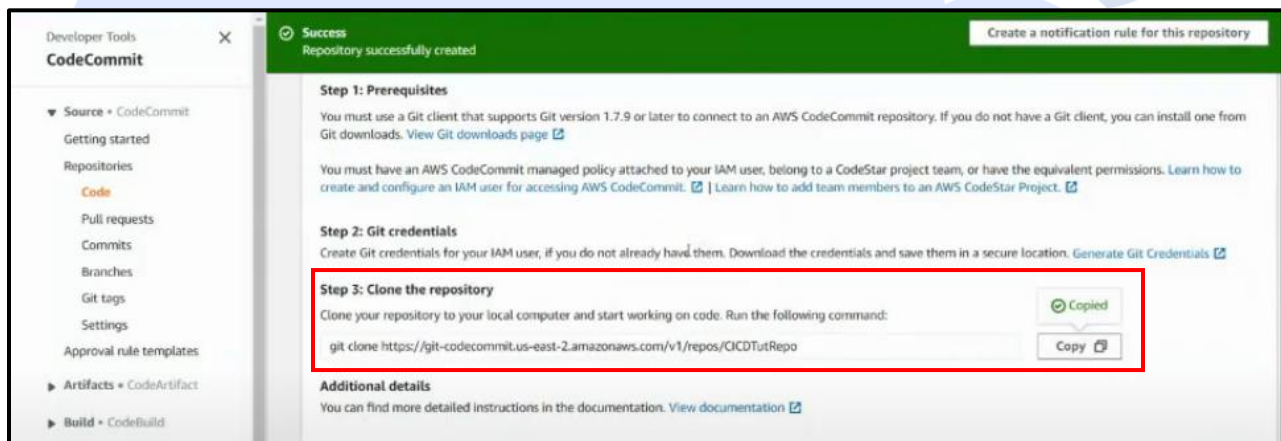 Developer Tools
CodeCommit
Source • CodeCommit
Getting started
Repositories
Code
Pull requests
Commits
Branches
Git tags
Settings
Approval rule templates
Artifacts • CodeArtifact
Build • CodeBuild
Success
Repository successfully created
Create a notification rule for this repository
Step 1: Prerequisites
You must use a Git client that supports Git version 1.7.9 or later to connect to an AWS CodeCommit repository. If you do not have a Git client, you can install one from
Git downloads. View Git downloads page
You must have an AWS CodeCommit managed policy attached to your IAM user, belong to a CodeStar project team, or have the equivalent permissions. Learn how to
create and configure an IAM user for accessing AWS CodeCommit. | Learn how to add team members to an AWS CodeStar Project.
Step 2: Git credentials
Create Git credentials for your IAM user, if you do not already have them. Download the credentials and save them in a secure location. Generate Git Credentials
Step 3: Clone the repository
Clone your repository to your local computer and start working on code. Run the following command:
Copied
git clone https://git-codecommit.us-east-2.amazonaws.com/v1/repos/CICDTutRepo
Copy
Additional details
You can find more detailed instructions in the documentation. View documentation